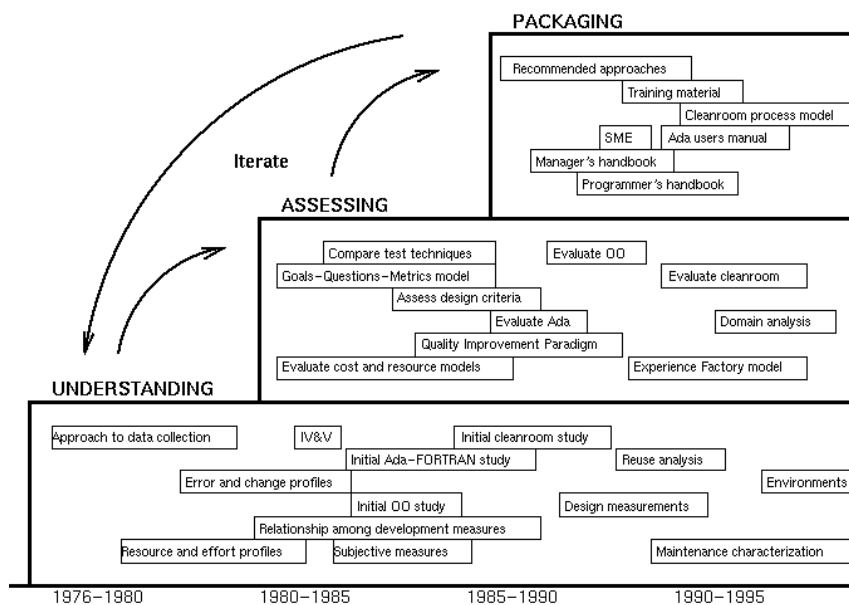 PACKAGING
Recommended approaches
Training material
Cleanroom process model
SME
Ada users manual
Manager's handbook
Programmer's handbook
Iterate
ASSESSING
Compare test techniques
Evaluate OO
Goals-Questions-Metrics model
Evaluate cleanroom
Assess design criteria
Evaluate Ada
Domain analysis
Quality Improvement Paradigm
Evaluate cost and resource models
Experience Factory model
UNDERSTANDING
Approach to data collection
IV&V
Initial cleanroom study
Initial Ada-FORTRAN study
Reuse analysis
Error and change profiles
Environments
Initial OO study
Design measurements
Relationship among development measures
Resource and effort profiles
Subjective measures
Maintenance characterization
1976-1980
1980-1985
1985-1990
1990-1995